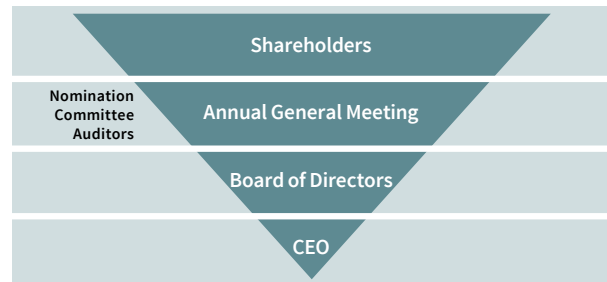 Shareholders
Nomination
Committee
Auditors
Annual General Meeting
Board of Directors
CEO